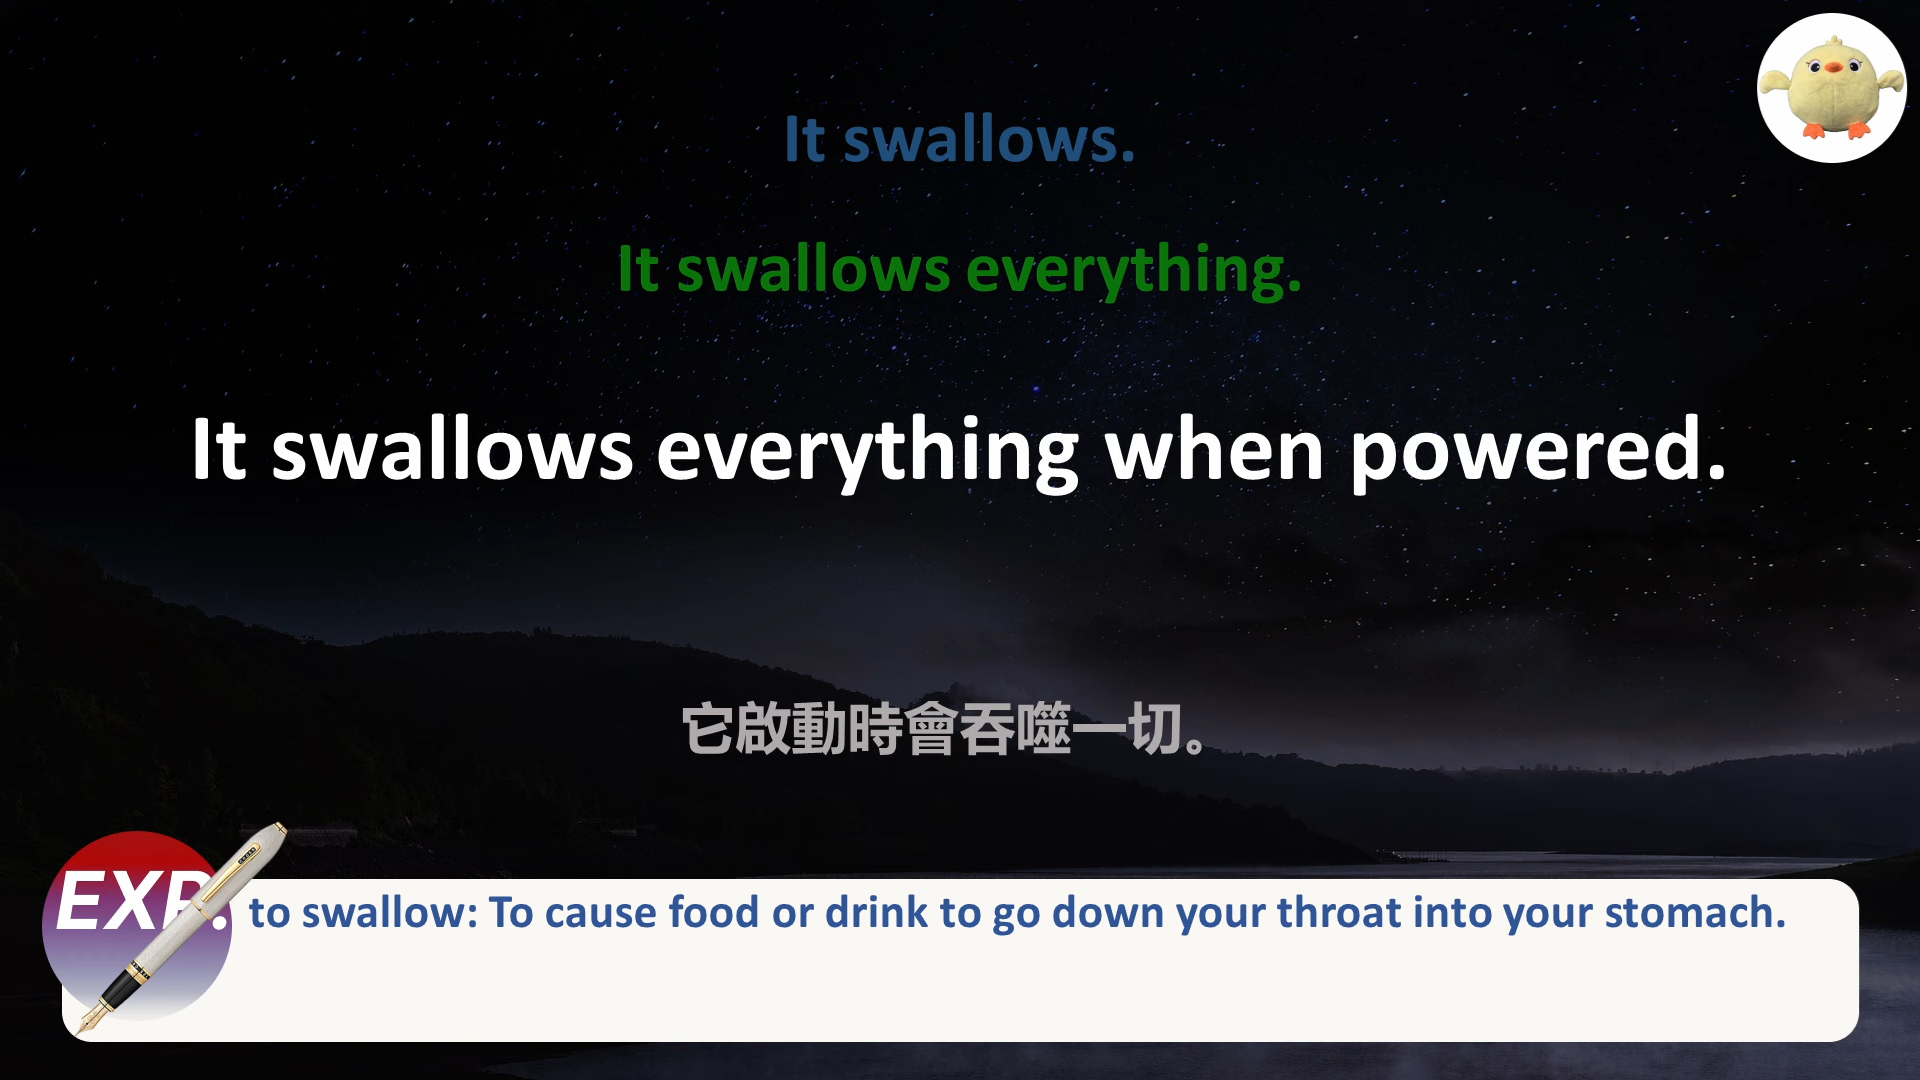 It swallows.
It swallows everything.
It swallows everything when powered.
它啟動時會吞噬一切。
EXP.
to swallow: To cause food or drink to go down your throat into your stomach.